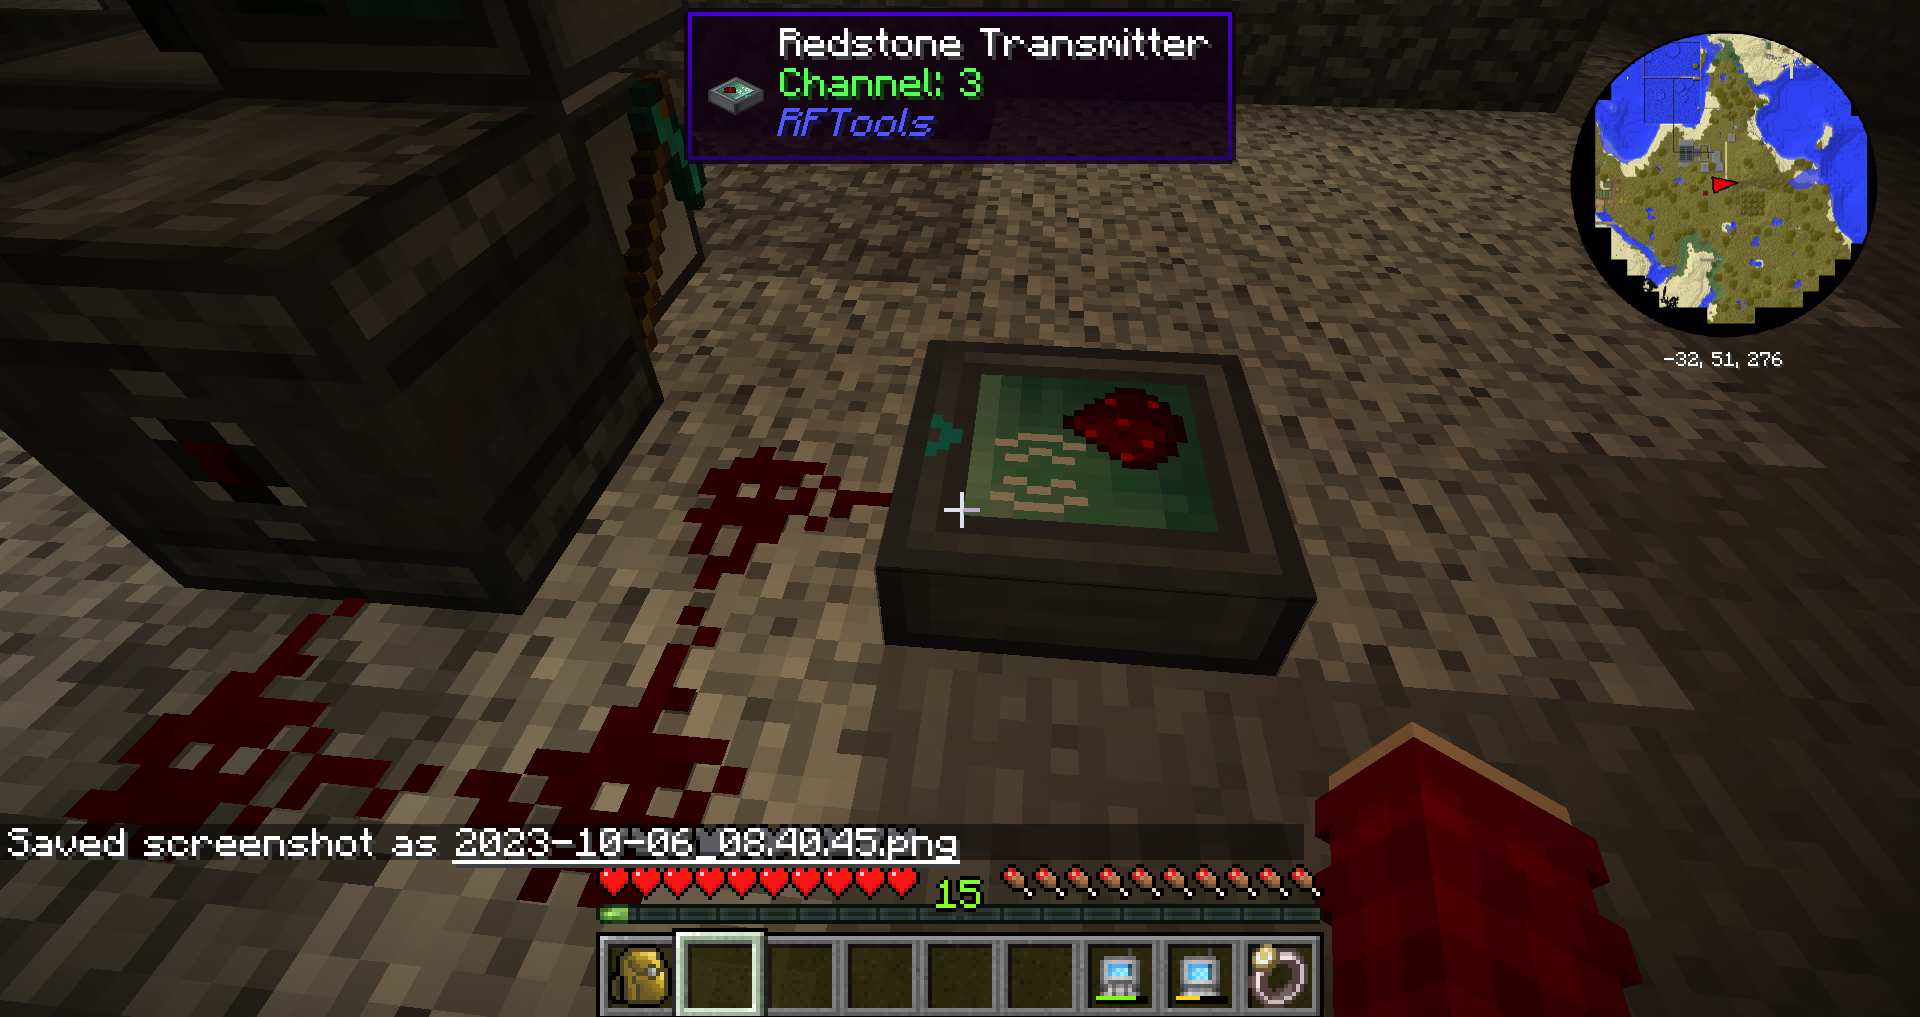 Redstone Transmitter
Channel: 3
RFTools
-32, 51, 276
Saved screenshot as 2023-10-06_08.40.45.png
15